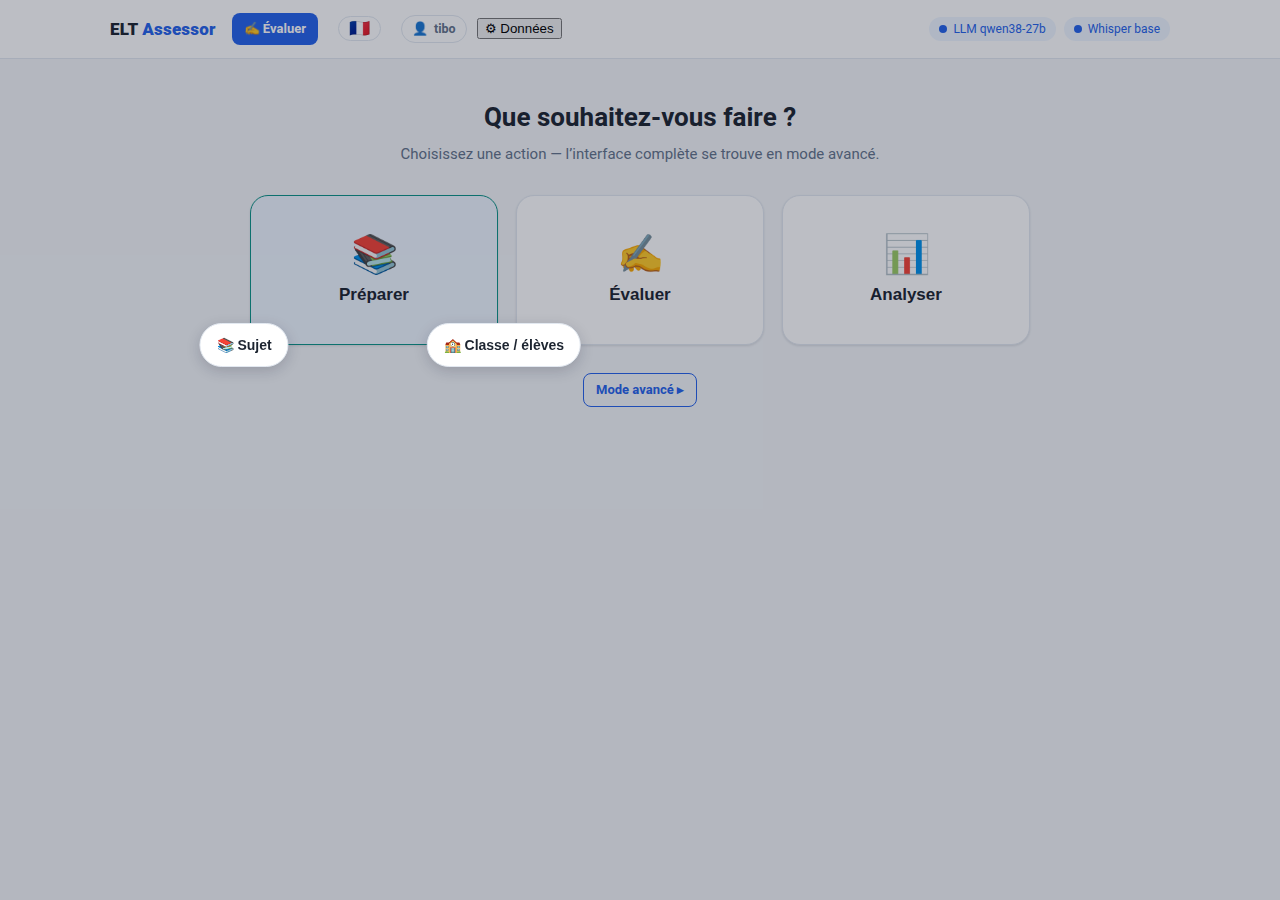 ELT Assessor
✍️ Évaluer
tibo
⚙ Données
LLM qwen38-27b
Whisper base
Que souhaitez-vous faire ?
Choisissez une action — l'interface complète se trouve en mode avancé.
Préparer
Évaluer
Analyser
Sujet
Classe / élèves
Mode avancé ▸